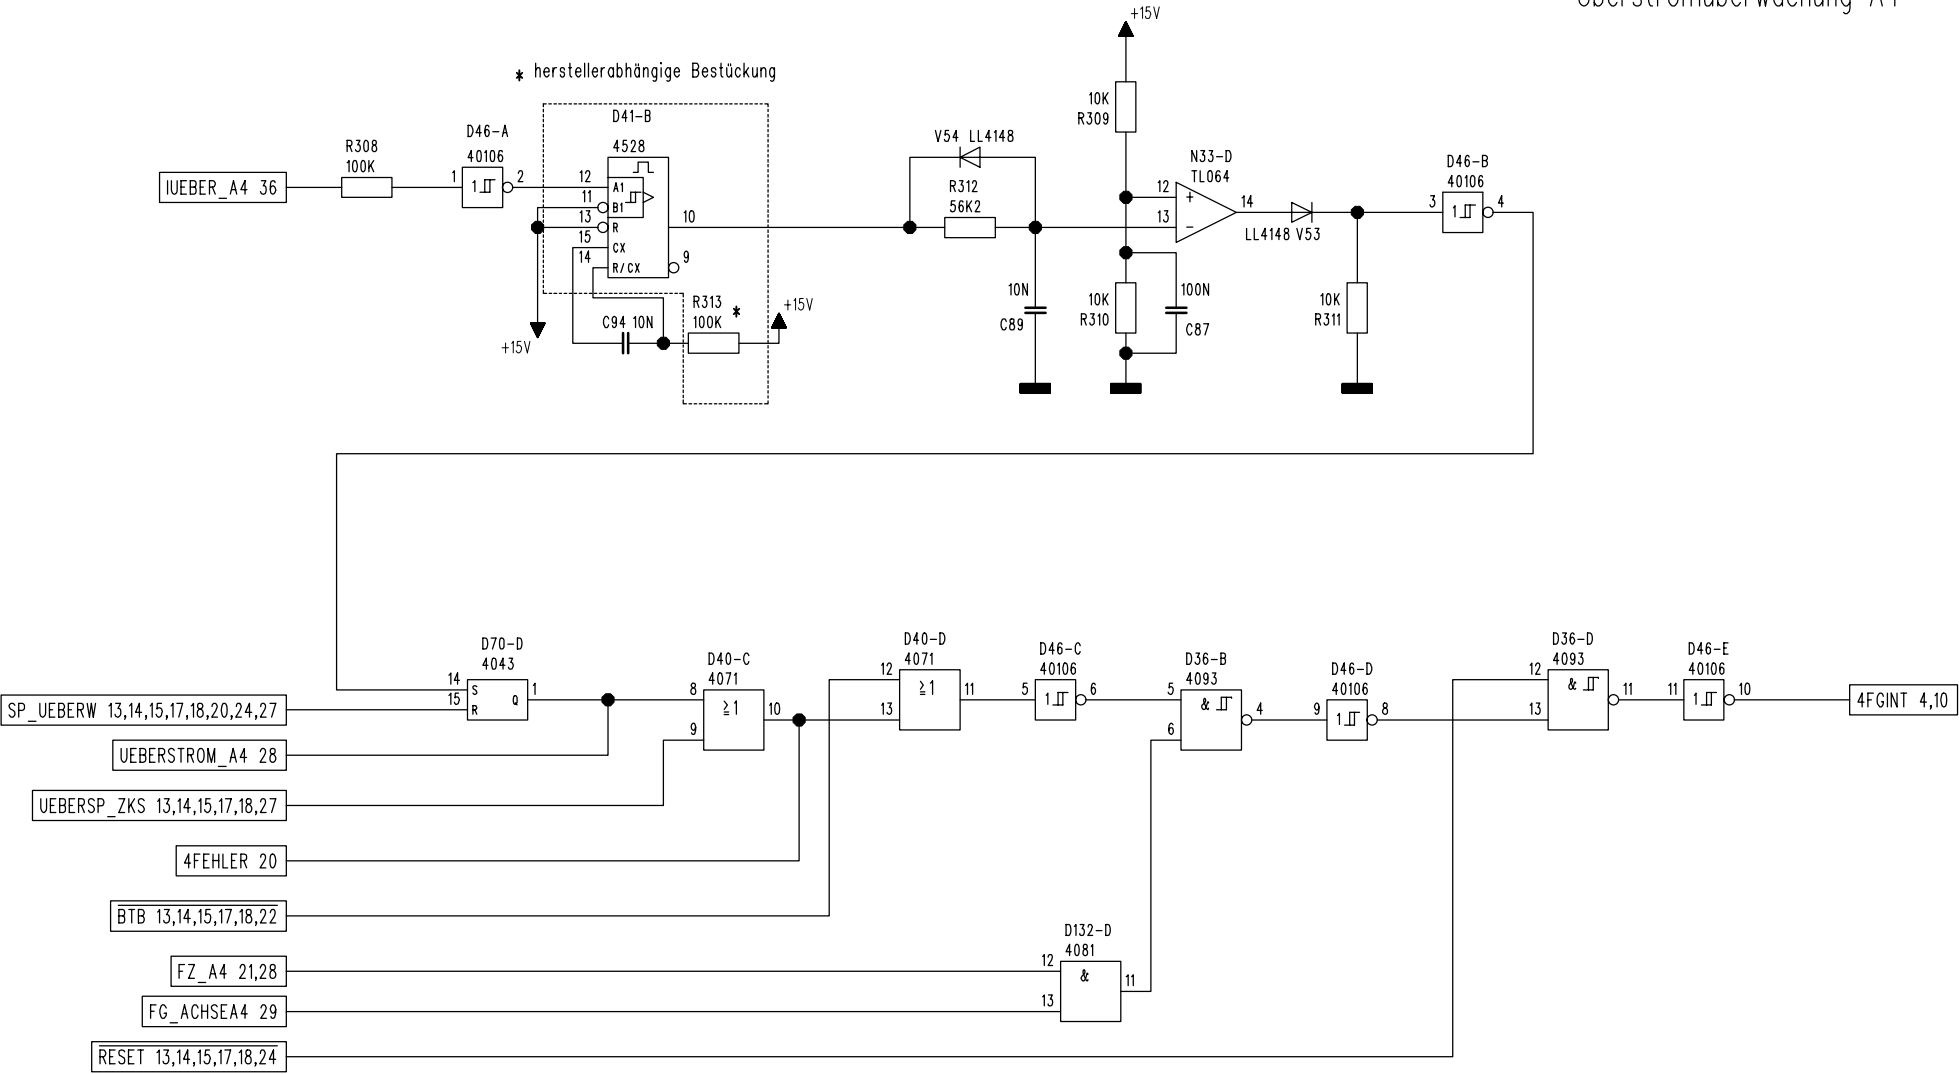 Überstromüberwachung A4
+15V
* herstellerabhängige Bestückung
10K
R309
D41-B
4528
R308
100K
D46-A
40106
V54 LL4148
N33-D
TL064
D46-B
40106
IUEBER_A4 36
1
1
2
12
11
13
15
14
A1
B1
R
CX
R/CX
10
9
R312
56K2
12
13
+
-
14
LL4148 V53
3
1
4
+15V
C94 10N
R313
100K
*
+15V
10N
C89
10K
R310
100N
C87
10K
R311
D70-D
4043
14
15
S
R
Q
1
D40-C
4071
8
9
≥1
10
D40-D
4071
12
13
≥1
11
D46-C
40106
5
1
6
D36-B
4093
5
6
&
4
D46-D
40106
9
1
8
D36-D
4093
12
13
&
11
D46-E
40106
11
1
10
4FGINT 4,10
SP_UEBERW 13,14,15,17,18,20,24,27
UEBERSTROM_A4 28
UEBERSP_ZKS 13,14,15,17,18,27
4FEHLER 20
BTB 13,14,15,17,18,22
D132-D
4081
12
13
&
11
FZ_A4 21,28
FG_ACHSEA4 29
RESET 13,14,15,17,18,24